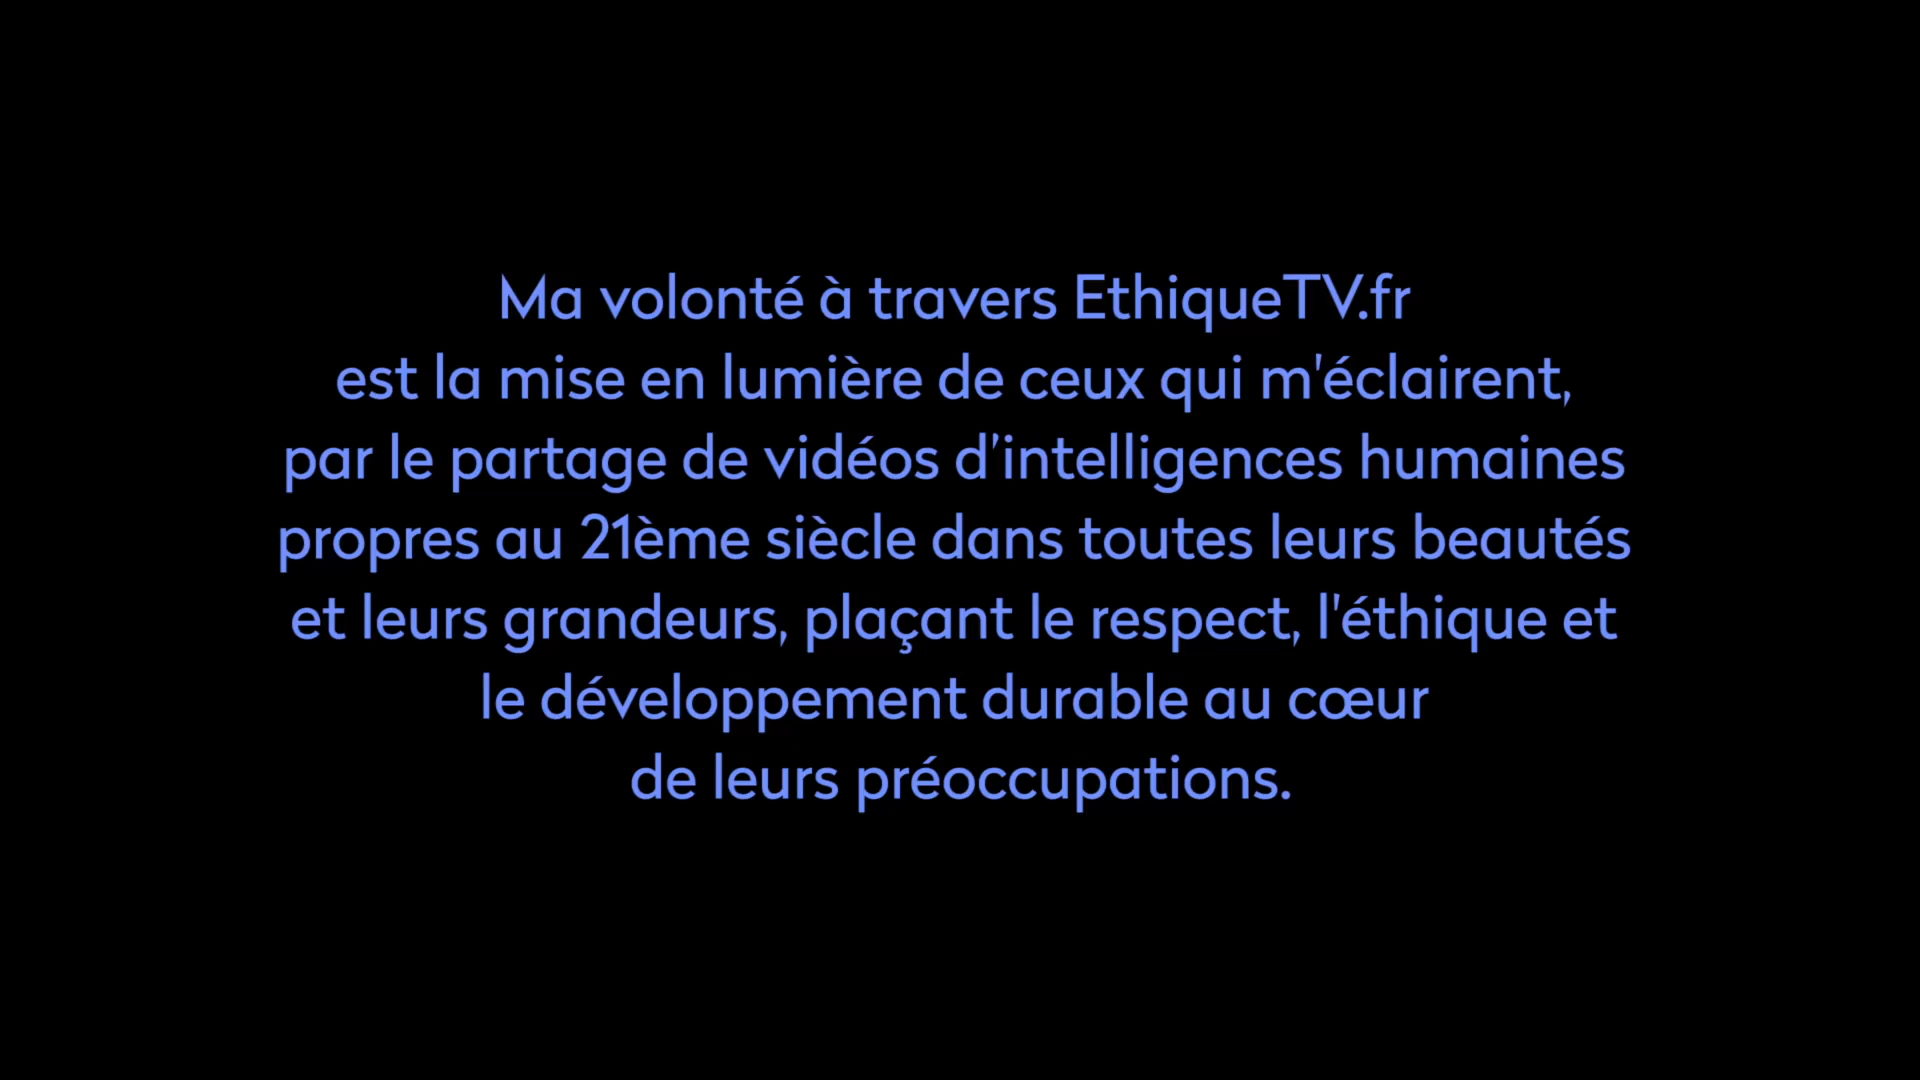 Ma volonté à travers EthiqueTV.fr
est la mise en lumière de ceux qui m'éclairent,
par le partage de vidéos d’intelligences humaines
propres au 21ème siècle dans toutes leurs beautés
et leurs grandeurs, plaçant le respect, l'éthique et
le développement durable au cœur
de leurs préoccupations.